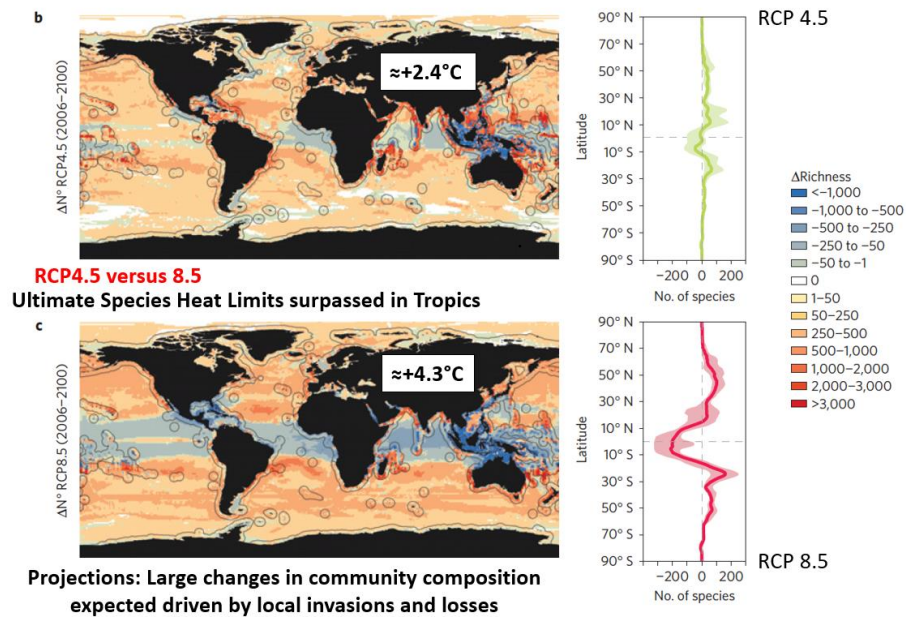 b
ΔN° RCP4.5 (2006–2100)
≈+2.4°C
RCP 4.5
90° N
70° N
50° N
30° N
10° N
10° S
30° S
50° S
70° S
90° S
Latitude
−200 0 200
No. of species
RCP4.5 versus 8.5
Ultimate Species Heat Limits surpassed in Tropics
ΔRichness
<−1,000
−1,000 to −500
−500 to −250
−250 to −50
−50 to −1
0
1–50
50–250
250–500
500–1,000
1,000–2,000
2,000–3,000
>3,000
c
ΔN° RCP8.5 (2006–2100)
≈+4.3°C
90° N
70° N
50° N
30° N
10° N
10° S
30° S
50° S
70° S
90° S
Latitude
−200 0 200
No. of species
RCP 8.5
Projections: Large changes in community composition
expected driven by local invasions and losses